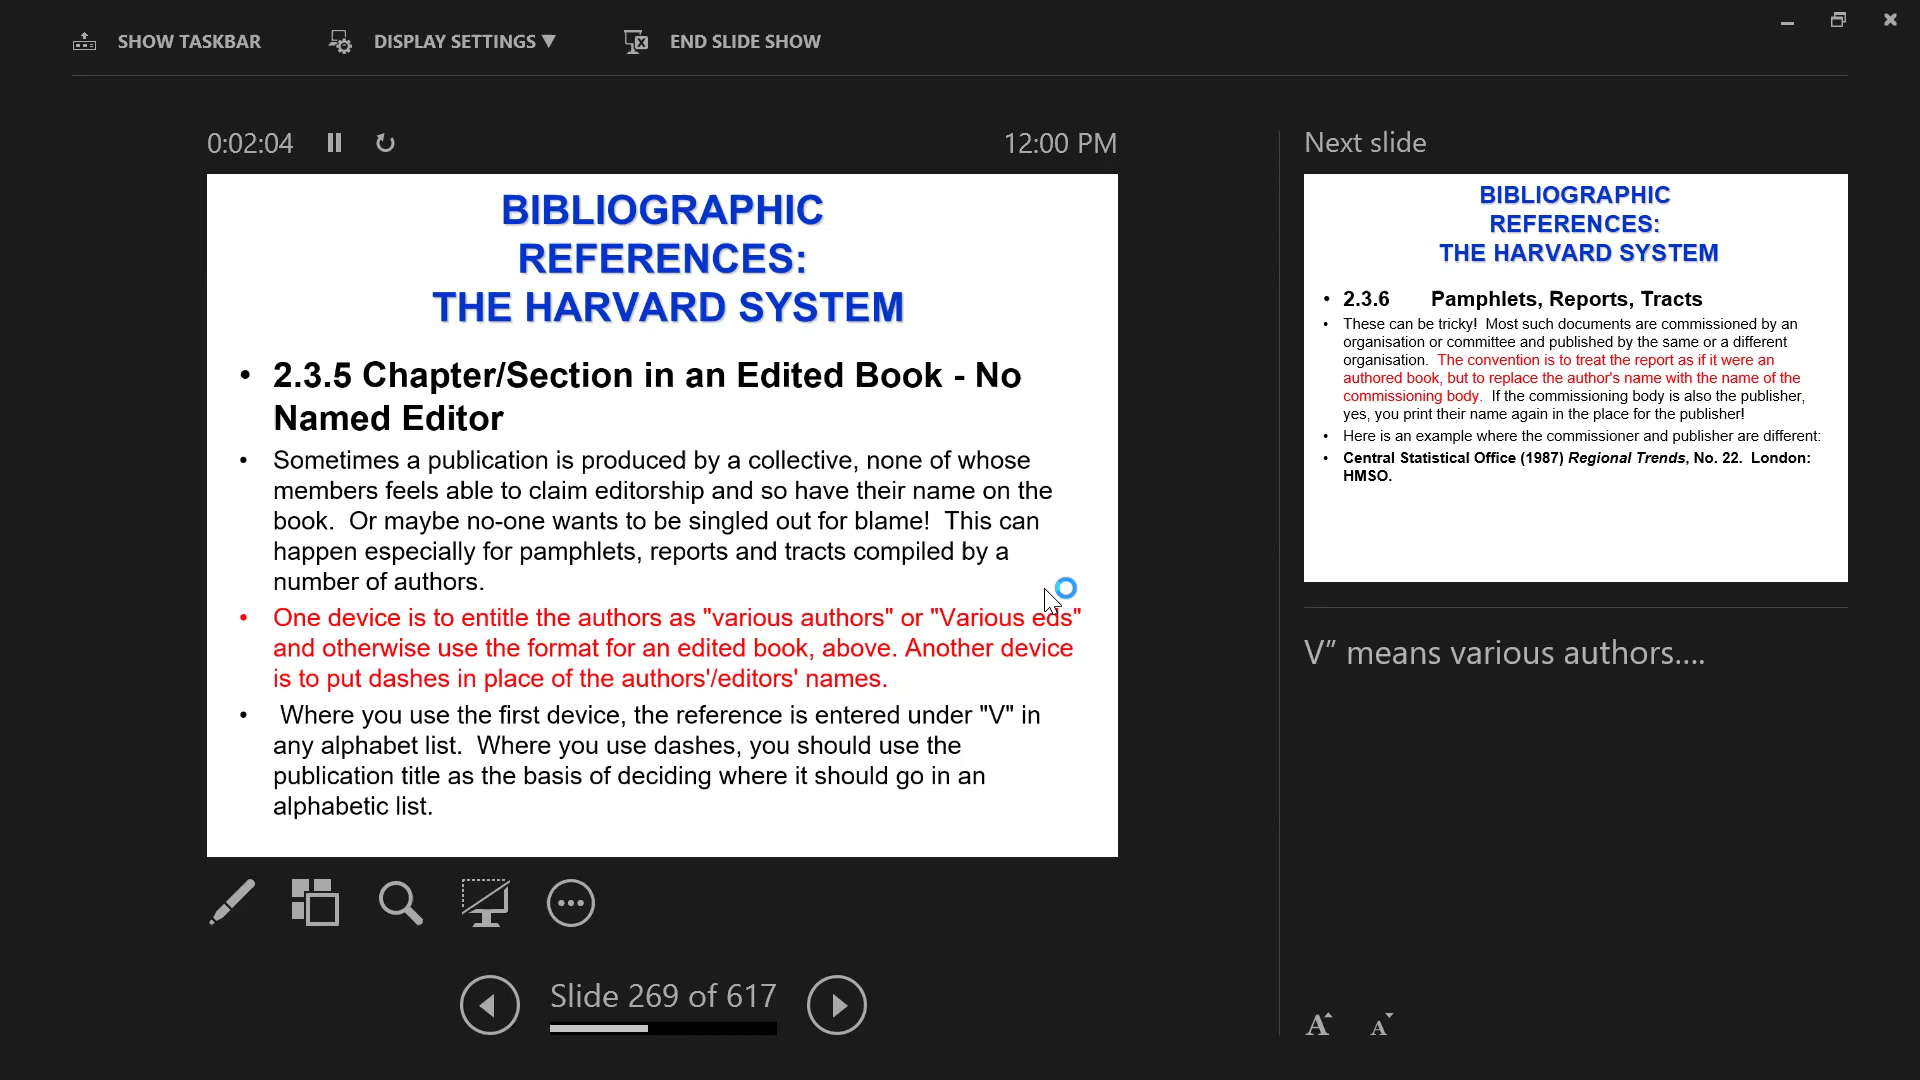 SHOW TASKBAR
DISPLAY SETTINGS ▼
END SLIDE SHOW
0:02:04
12:00 PM
BIBLIOGRAPHIC
REFERENCES:
THE HARVARD SYSTEM
• 2.3.5 Chapter/Section in an Edited Book - No
Named Editor
• Sometimes a publication is produced by a collective, none of whose
members feels able to claim editorship and so have their name on the
book.  Or maybe no-one wants to be singled out for blame!  This can
happen especially for pamphlets, reports and tracts compiled by a
number of authors.
• One device is to entitle the authors as "various authors" or "Various eds"
and otherwise use the format for an edited book, above. Another device
is to put dashes in place of the authors'/editors' names.
• Where you use the first device, the reference is entered under "V" in
any alphabet list.  Where you use dashes, you should use the
publication title as the basis of deciding where it should go in an
alphabetic list.
Slide 269 of 617
Next slide
BIBLIOGRAPHIC
REFERENCES:
THE HARVARD SYSTEM
• 2.3.6 Pamphlets, Reports, Tracts
• These can be tricky!  Most such documents are commissioned by an
organisation or committee and published by the same or a different
organisation.  The convention is to treat the report as if it were an
authored book, but to replace the author's name with the name of the
commissioning body.  If the commissioning body is also the publisher,
yes, you print their name again in the place for the publisher!
• Here is an example where the commissioner and publisher are different:
• Central Statistical Office (1987) Regional Trends, No. 22.  London:
HMSO.
V” means various authors....
A A